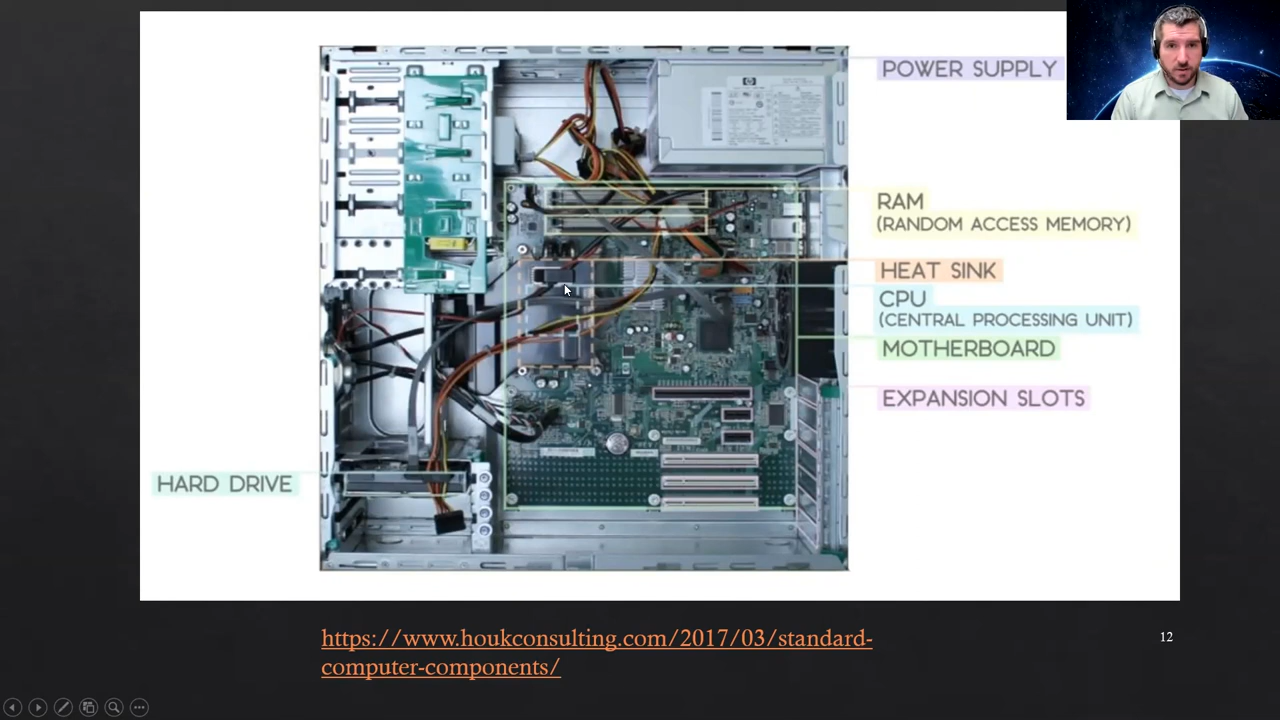 POWER SUPPLY
RAM
(RANDOM ACCESS MEMORY)
HEAT SINK
CPU
(CENTRAL PROCESSING UNIT)
MOTHERBOARD
EXPANSION SLOTS
HARD DRIVE
https://www.houkconsulting.com/2017/03/standard-
computer-components/
12